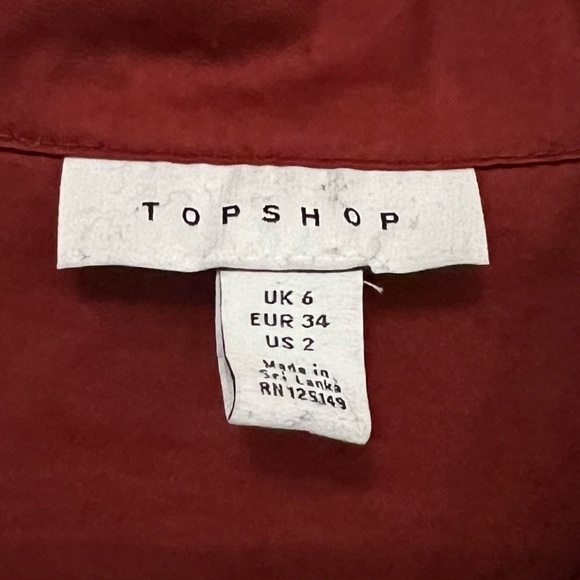 TOPSHOP
UK 6
EUR 34
US 2
Made in
Sri Lanka
RN 125149